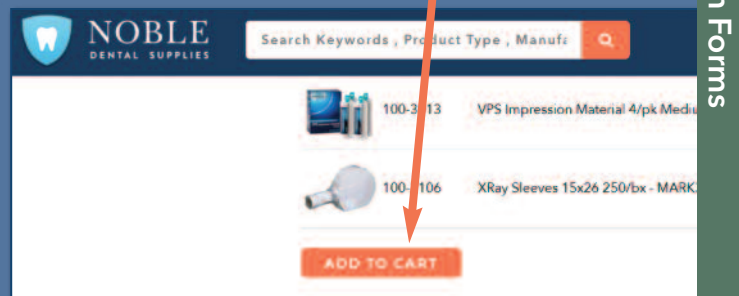 NOBLE
DENTAL SUPPLIES
Search Keywords , Product Type , Manufa
n Forms
VPS Impression Material 4/pk Mediu
XRay Sleeves 15x26 250/bx - MARK
ADD TO CART